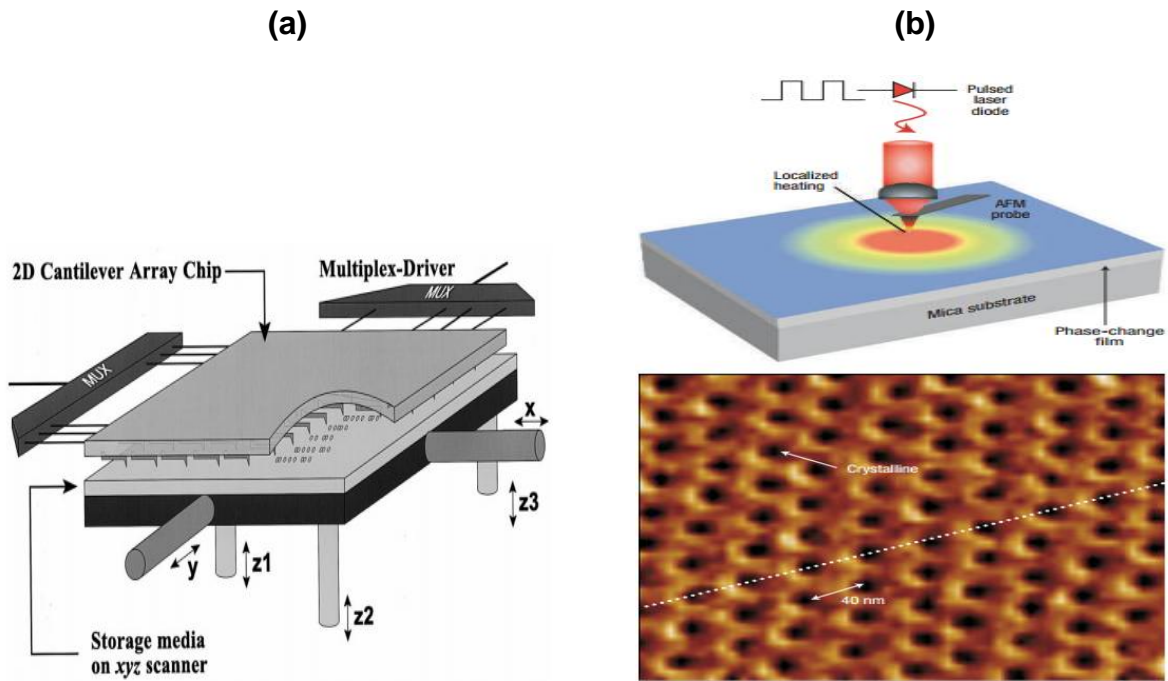 (a)
(b)
2D Cantilever Array Chip
Multiplex-Driver
MUX
MUX
x
y
z1
z2
z3
Storage media
on xyz scanner
Pulsed
laser
diode
Localized
heating
AFM
probe
Mica substrate
Phase-change
film
Crystalline
40 nm